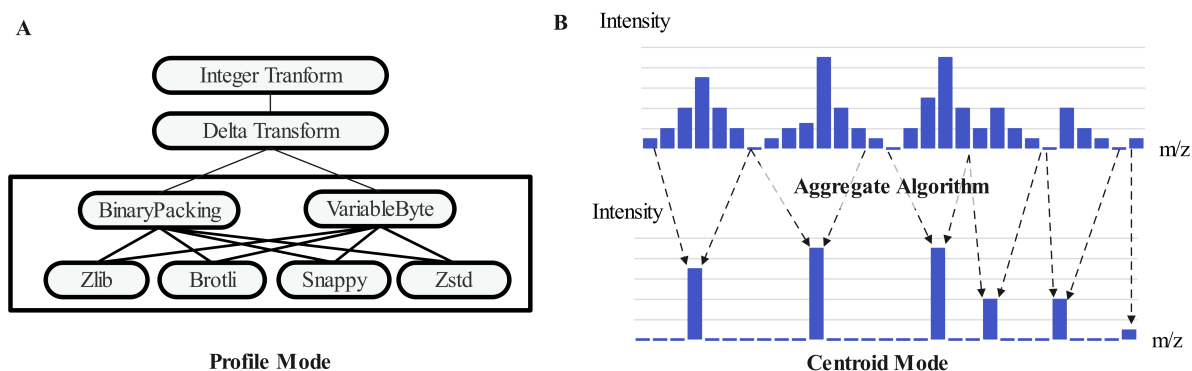 A
Integer Tranform
Delta Transform
BinaryPacking
VariableByte
Zlib
Brotli
Snappy
Zstd
Profile Mode
B
Intensity
m/z
Aggregate Algorithm
Intensity
m/z
Centroid Mode